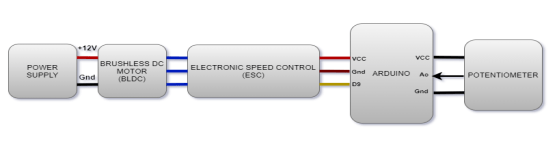 POWER
SUPPLY
+12V
Gnd
BRUSHLESS DC
MOTOR
(BLDC)
ELECTRONIC SPEED CONTROL
(ESC)
VCC
Gnd
D9
ARDUINO
VCC
Ao
Gnd
POTENTIOMETER